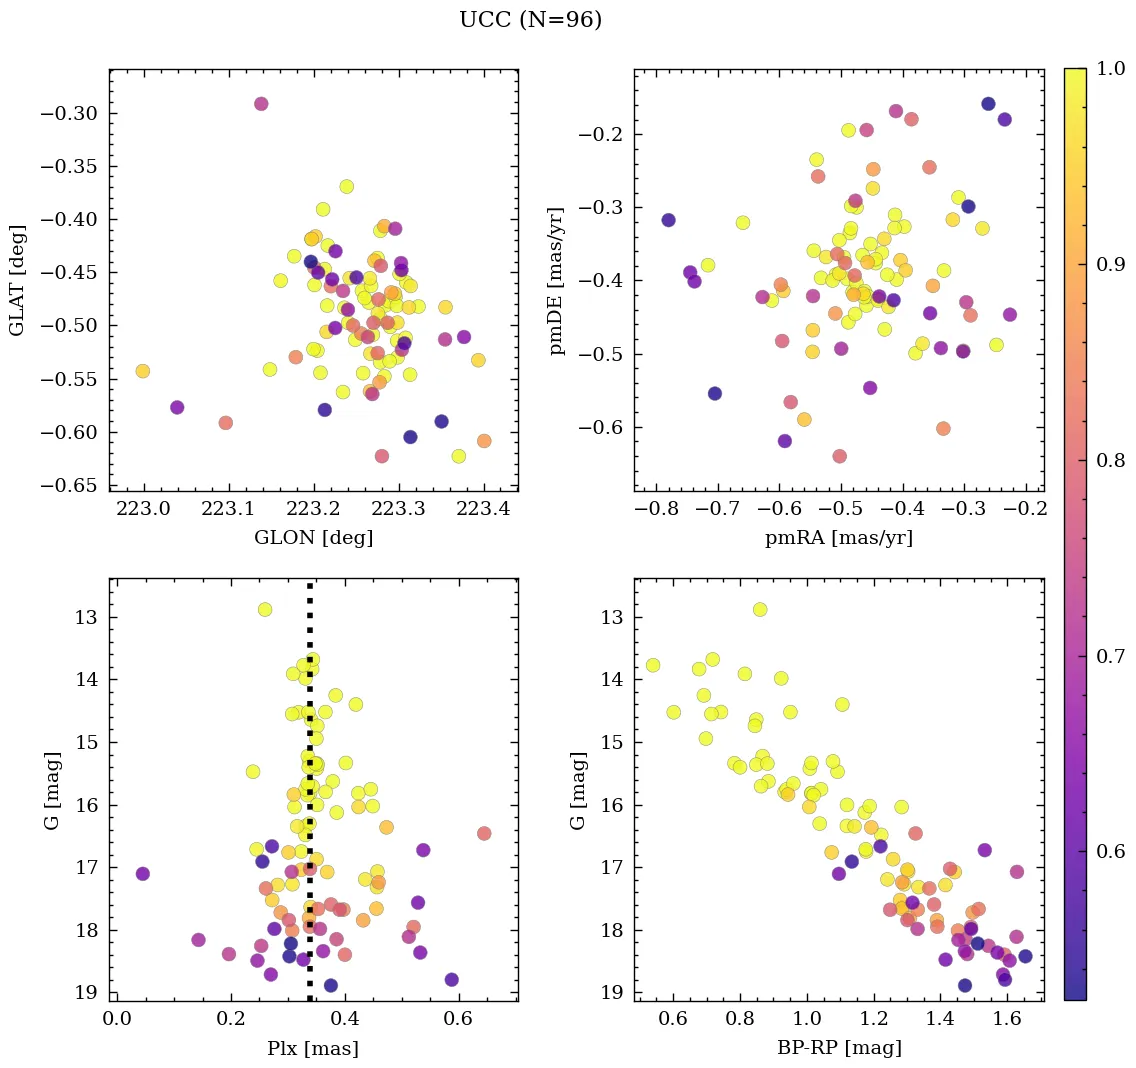 UCC (N=96)
−0.30
−0.35
−0.40
−0.45
−0.50
−0.55
−0.60
−0.65
GLAT [deg]
223.0 223.1 223.2 223.3 223.4
GLON [deg]
−0.2
−0.3
−0.4
−0.5
−0.6
pmDE [mas/yr]
−0.8 −0.7 −0.6 −0.5 −0.4 −0.3 −0.2
pmRA [mas/yr]
1.0
0.9
0.8
0.7
0.6
13
14
15
16
17
18
19
G [mag]
0.0 0.2 0.4 0.6
Plx [mas]
13
14
15
16
17
18
19
G [mag]
0.6 0.8 1.0 1.2 1.4 1.6
BP-RP [mag]